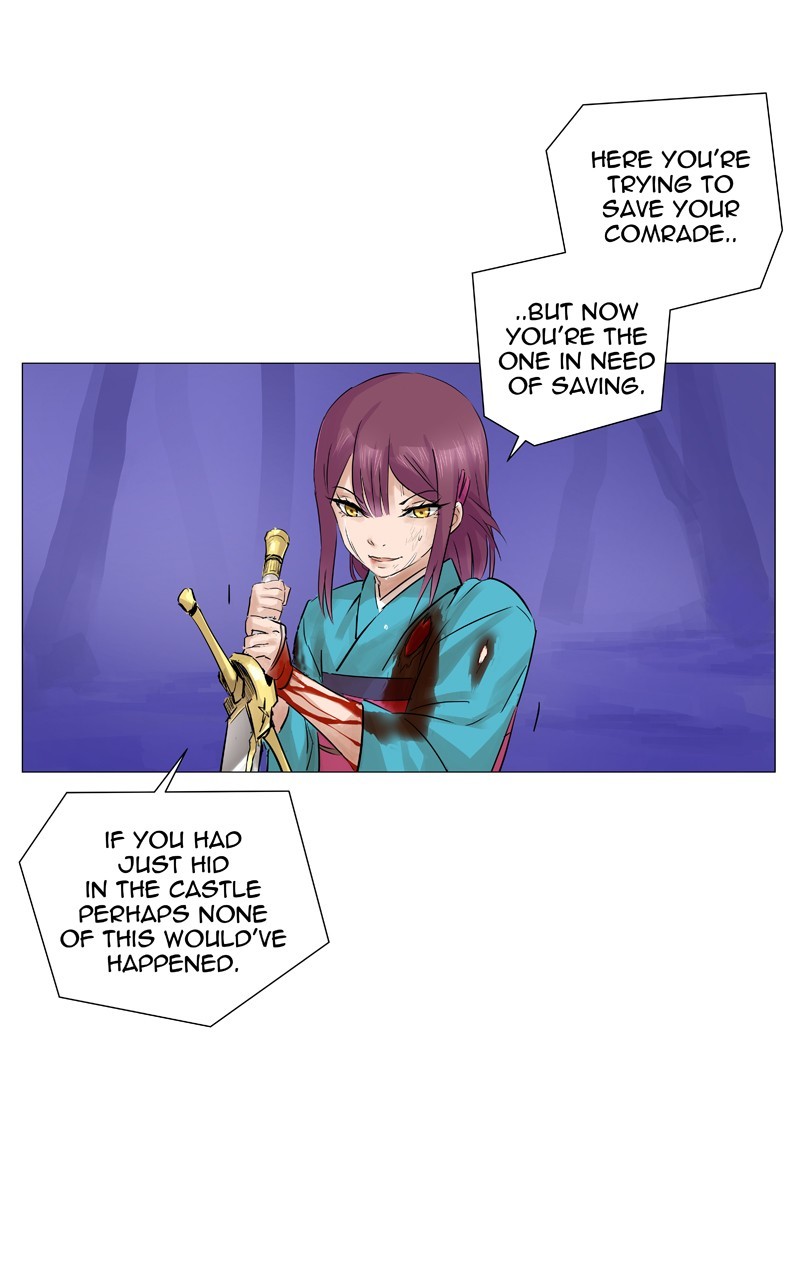 HERE YOU'RE
TRYING TO
SAVE YOUR
COMRADE..
..BUT NOW
YOU'RE THE
ONE IN NEED
OF SAVING.
IF YOU HAD
JUST HID
IN THE CASTLE
PERHAPS NONE
OF THIS WOULD'VE
HAPPENED.